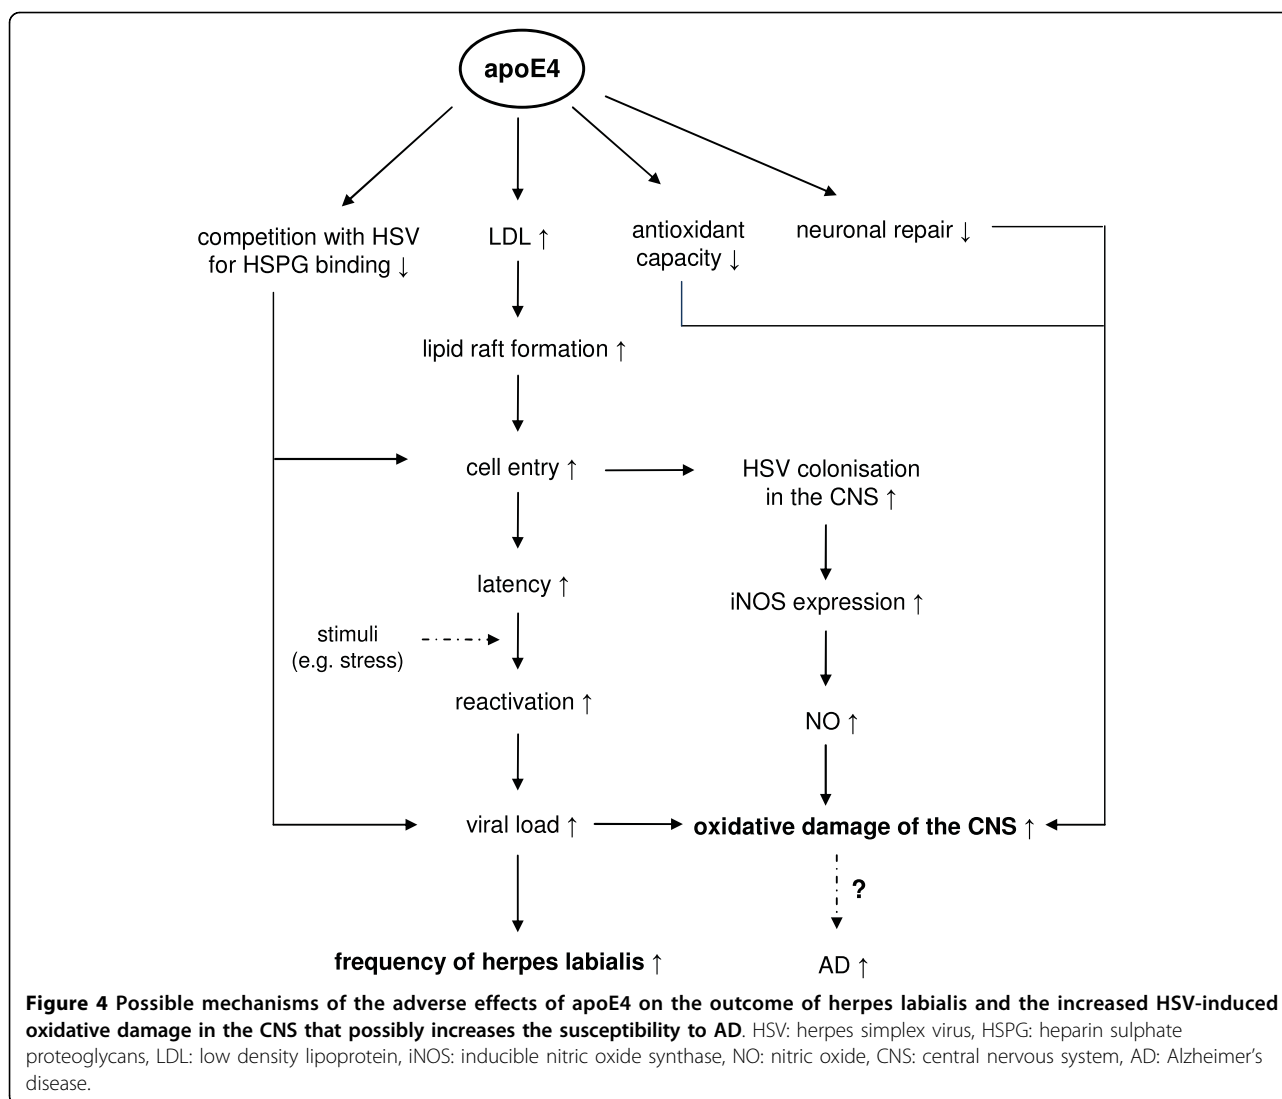 apoE4
competition with HSV
for HSPG binding ↓
LDL ↑
antioxidant
capacity ↓
neuronal repair ↓
lipid raft formation ↑
cell entry ↑
HSV colonisation
in the CNS ↑
latency ↑
iNOS expression ↑
stimuli
(e.g. stress)
reactivation ↑
NO ↑
viral load ↑
oxidative damage of the CNS ↑
?
frequency of herpes labialis ↑
AD ↑
Figure 4 Possible mechanisms of the adverse effects of apoE4 on the outcome of herpes labialis and the increased HSV-induced
oxidative damage in the CNS that possibly increases the susceptibility to AD. HSV: herpes simplex virus, HSPG: heparin sulphate
proteoglycans, LDL: low density lipoprotein, iNOS: inducible nitric oxide synthase, NO: nitric oxide, CNS: central nervous system, AD: Alzheimer's
disease.